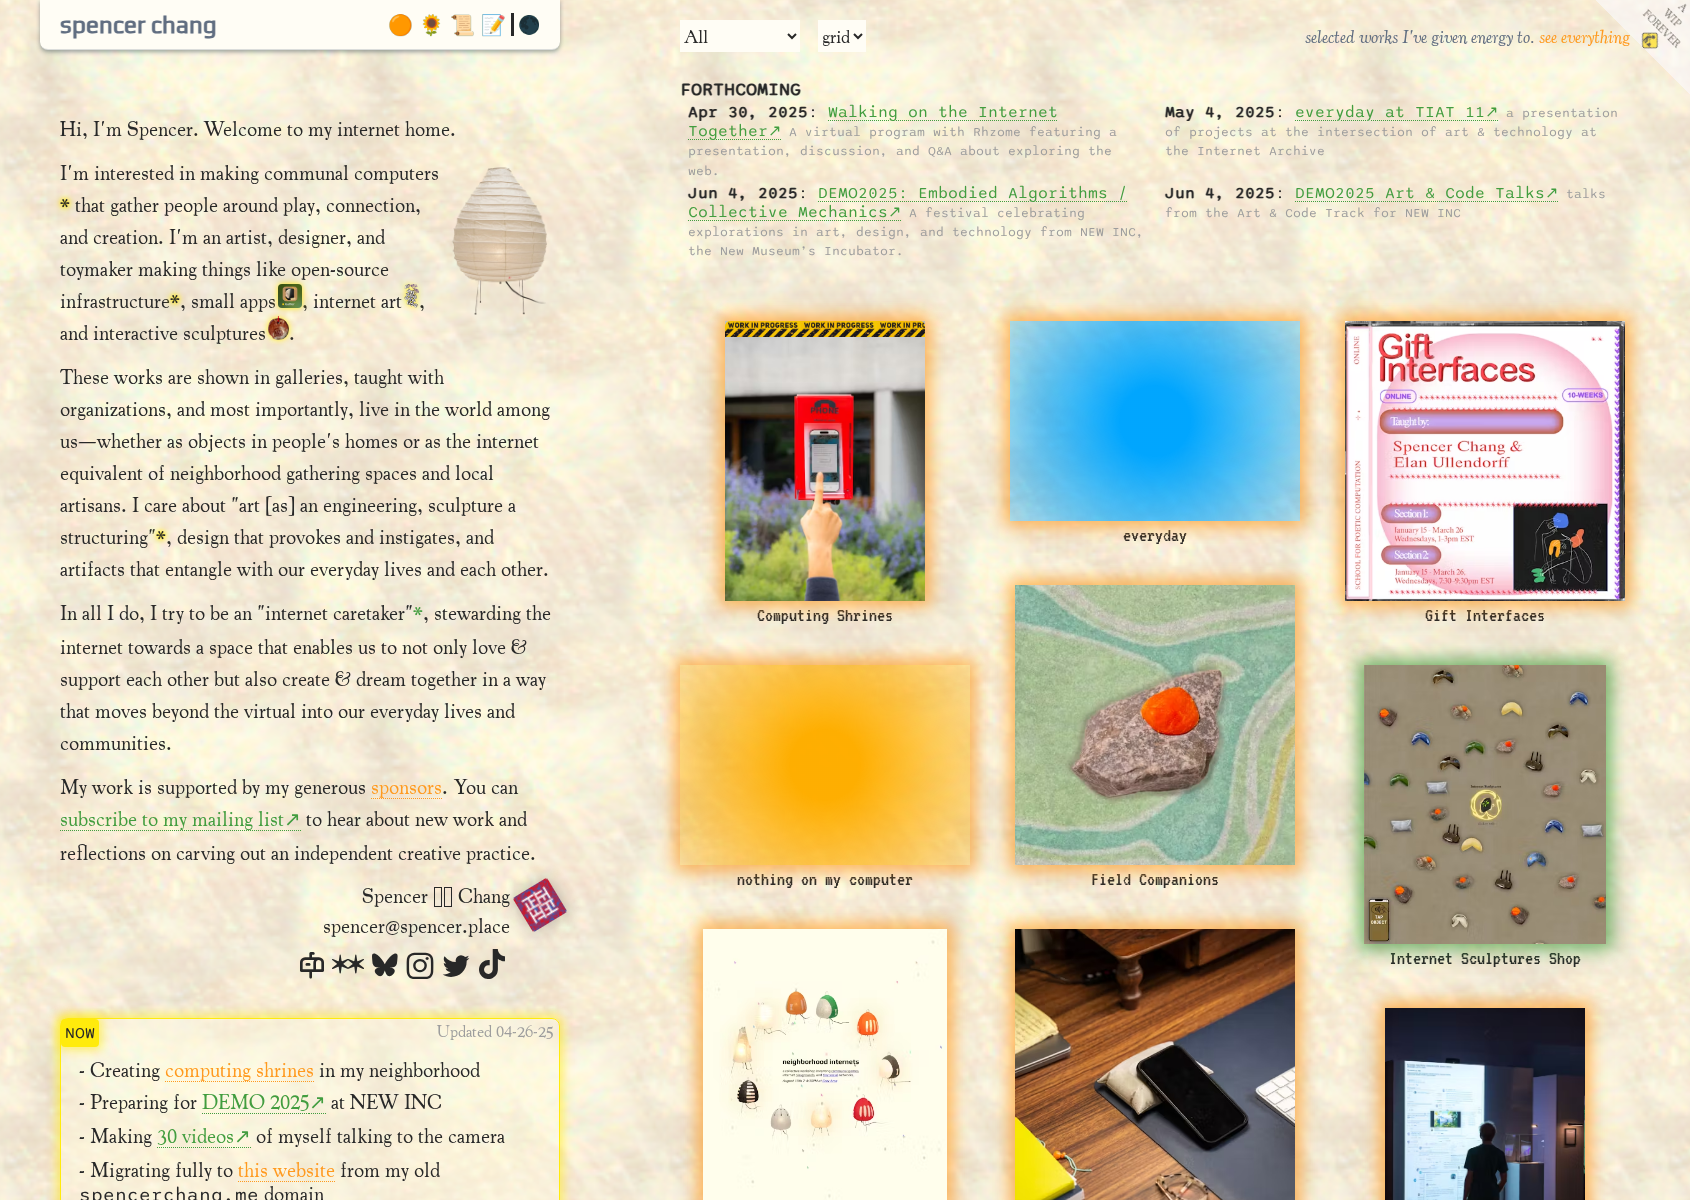 spencer chang
All
grid
selected works I've given energy to. see everything
A WIP FOREVER
Hi, I'm Spencer. Welcome to my internet home.
I'm interested in making communal computers
* that gather people around play, connection,
and creation. I'm an artist, designer, and
toymaker making things like open-source
infrastructure*, small apps, internet art,
and interactive sculptures.
These works are shown in galleries, taught with
organizations, and most importantly, live in the world among
us—whether as objects in people's homes or as the internet
equivalent of neighborhood gathering spaces and local
artisans. I care about "art [as] an engineering, sculpture a
structuring"*, design that provokes and instigates, and
artifacts that entangle with our everyday lives and each other.
In all I do, I try to be an "internet caretaker"*, stewarding the
internet towards a space that enables us to not only love &
support each other but also create & dream together in a way
that moves beyond the virtual into our everyday lives and
communities.
My work is supported by my generous sponsors. You can
subscribe to my mailing list↗ to hear about new work and
reflections on carving out an independent creative practice.
Spencer Chang
spencer@spencer.place
NOW
Updated 04-26-25
- Creating computing shrines in my neighborhood
- Preparing for DEMO 2025↗ at NEW INC
- Making 30 videos↗ of myself talking to the camera
- Migrating fully to this website from my old
spencerchang.me domain
FORTHCOMING
Apr 30, 2025: Walking on the Internet
Together↗ A virtual program with Rhzome featuring a
presentation, discussion, and Q&A about exploring the
web.
May 4, 2025: everyday at TIAT 11↗ a presentation
of projects at the intersection of art & technology at
the Internet Archive
Jun 4, 2025: DEMO2025: Embodied Algorithms /
Collective Mechanics↗ A festival celebrating
explorations in art, design, and technology from NEW INC,
the New Museum's Incubator.
Jun 4, 2025: DEMO2025 Art & Code Talks↗ talks
from the Art & Code Track for NEW INC
WORK IN PROGRESS WORK IN PROGRESS WORK IN PRO
PHONE
Computing Shrines
everyday
Gift
Interfaces
ONLINE
10-WEEKS
Taught by:
Spencer Chang &
Elan Ullendorff
Section 1:
January 15 - March 26
Wednesdays, 1-3pm EST
Section 2:
January 15 - March 26.
Wednesdays, 7:30-9:30pm EST
ONLINE
SCHOOL FOR POETIC COMPUTATION
Gift Interfaces
nothing on my computer
Field Companions
TAP
OBJECT
Internet Sculptures Shop
neighborhood internets